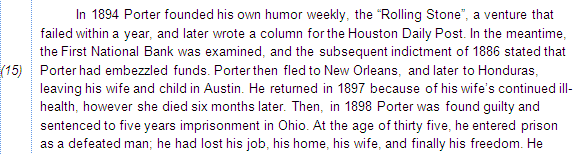 In 1894 Porter founded his own humor weekly, the “Rolling Stone”, a venture that
failed within a year, and later wrote a column for the Houston Daily Post. In the meantime,
the First National Bank was examined, and the subsequent indictment of 1886 stated that
(15) Porter had embezzled funds. Porter then fled to New Orleans, and later to Honduras,
leaving his wife and child in Austin. He returned in 1897 because of his wife’s continued ill-
health, however she died six months later. Then, in 1898 Porter was found guilty and
sentenced to five years imprisonment in Ohio. At the age of thirty five, he entered prison
as a defeated man; he had lost his job, his home, his wife, and finally his freedom. He